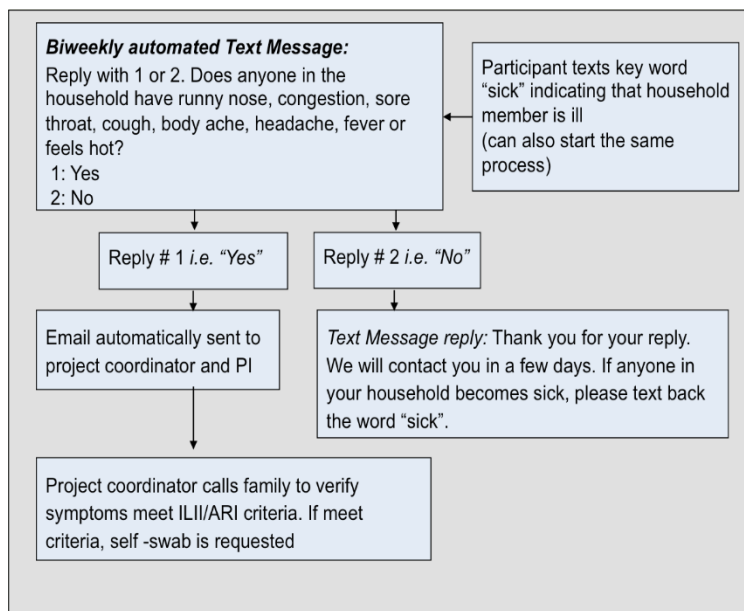 Biweekly automated Text Message:
Reply with 1 or 2. Does anyone in the
household have runny nose, congestion, sore
throat, cough, body ache, headache, fever or
feels hot?
1: Yes
2: No
Participant texts key word
“sick” indicating that household
member is ill
(can also start the same
process)
Reply # 1 i.e. “Yes”
Reply # 2 i.e. “No”
Email automatically sent to
project coordinator and PI
Text Message reply: Thank you for your reply.
We will contact you in a few days. If anyone in
your household becomes sick, please text back
the word “sick”.
Project coordinator calls family to verify
symptoms meet ILII/ARI criteria. If meet
criteria, self -swab is requested